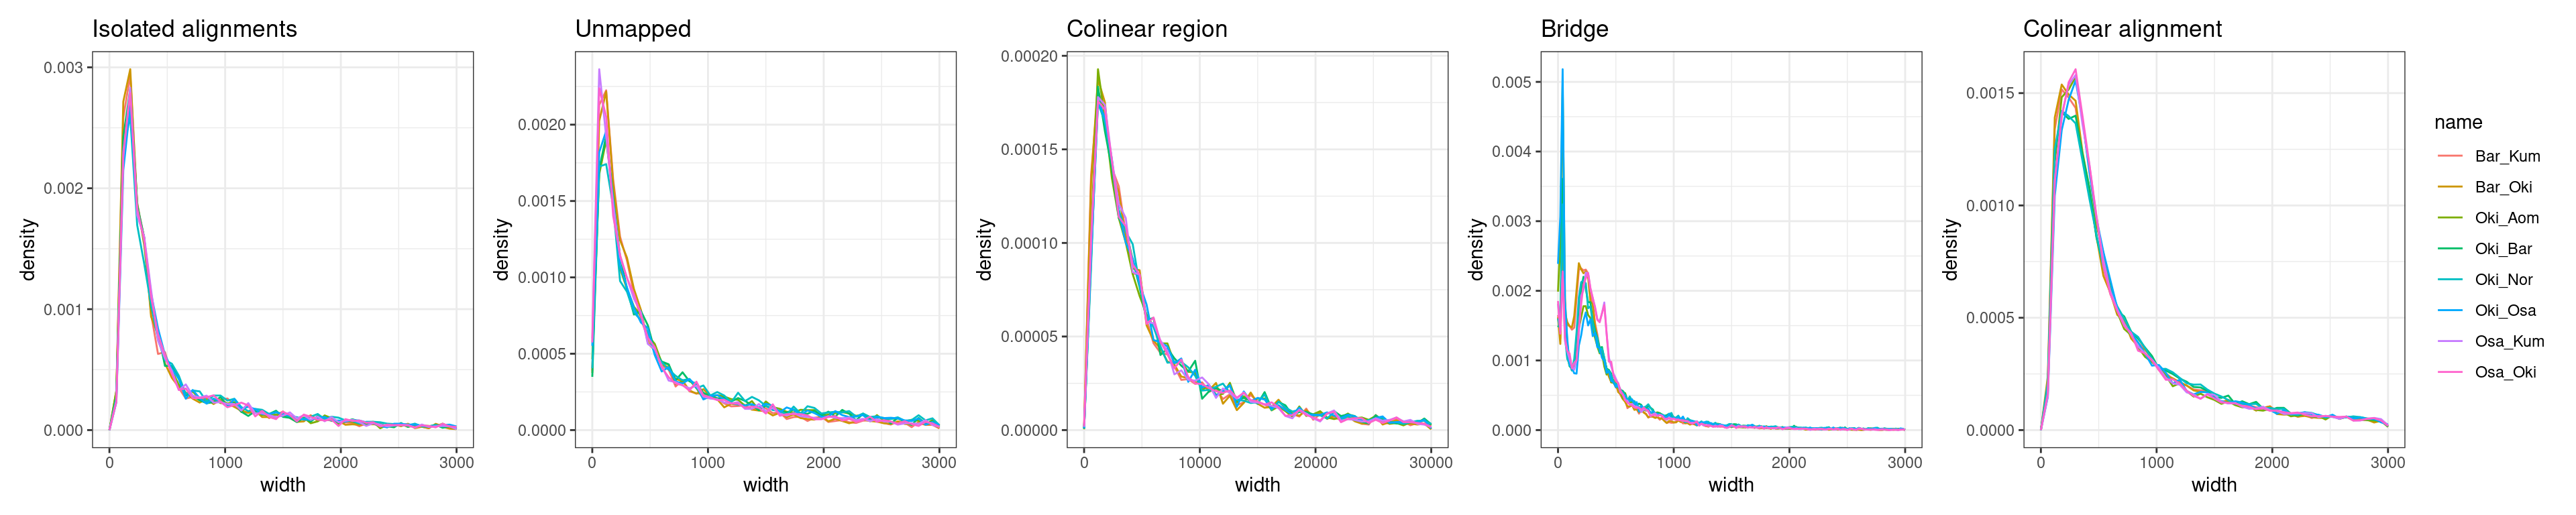 Isolated alignments
0.003
0.002
0.001
0.000
0
1000
2000
3000
width
density
Unmapped
0.0020
0.0015
0.0010
0.0005
0.0000
0
1000
2000
3000
width
density
Colinear region
0.00020
0.00015
0.00010
0.00005
0.00000
0
10000
20000
30000
width
density
Bridge
0.005
0.004
0.003
0.002
0.001
0.000
0
1000
2000
3000
width
density
Colinear alignment
0.0015
0.0010
0.0005
0.0000
0
1000
2000
3000
width
density
name
Bar_Kum
Bar_Oki
Oki_Aom
Oki_Bar
Oki_Nor
Oki_Osa
Osa_Kum
Osa_Oki